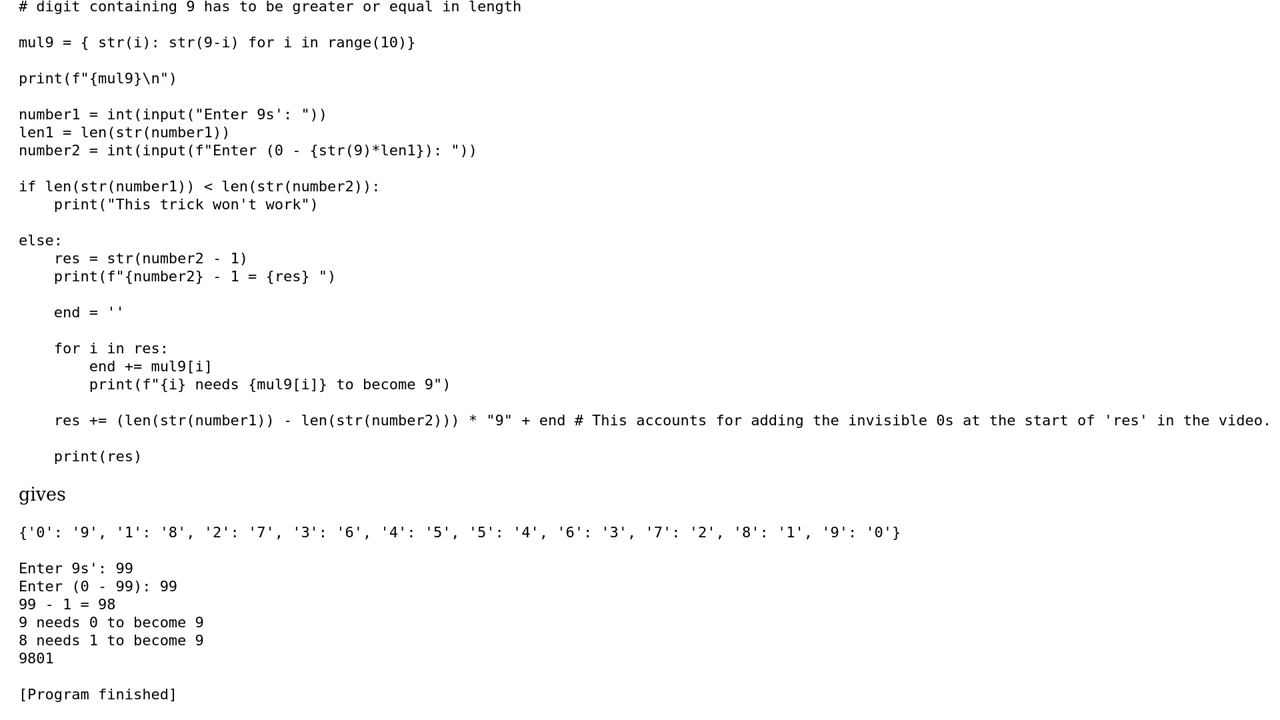 # digit containing 9 has to be greater or equal in length
mul9 = { str(i): str(9-i) for i in range(10)}
print(f"{mul9}\n")
number1 = int(input("Enter 9s': "))
len1 = len(str(number1))
number2 = int(input(f"Enter (0 - {str(9)*len1}): "))
if len(str(number1)) < len(str(number2)):
    print("This trick won't work")
else:
    res = str(number2 - 1)
    print(f"{number2} - 1 = {res} ")
    end = ''
    for i in res:
        end += mul9[i]
        print(f"{i} needs {mul9[i]} to become 9")
    res += (len(str(number1)) - len(str(number2))) * "9" + end # This accounts for adding the invisible 0s at the start of 'res' in the video.
    print(res)
gives
{'0': '9', '1': '8', '2': '7', '3': '6', '4': '5', '5': '4', '6': '3', '7': '2', '8': '1', '9': '0'}
Enter 9s': 99
Enter (0 - 99): 99
99 - 1 = 98
9 needs 0 to become 9
8 needs 1 to become 9
9801
[Program finished]